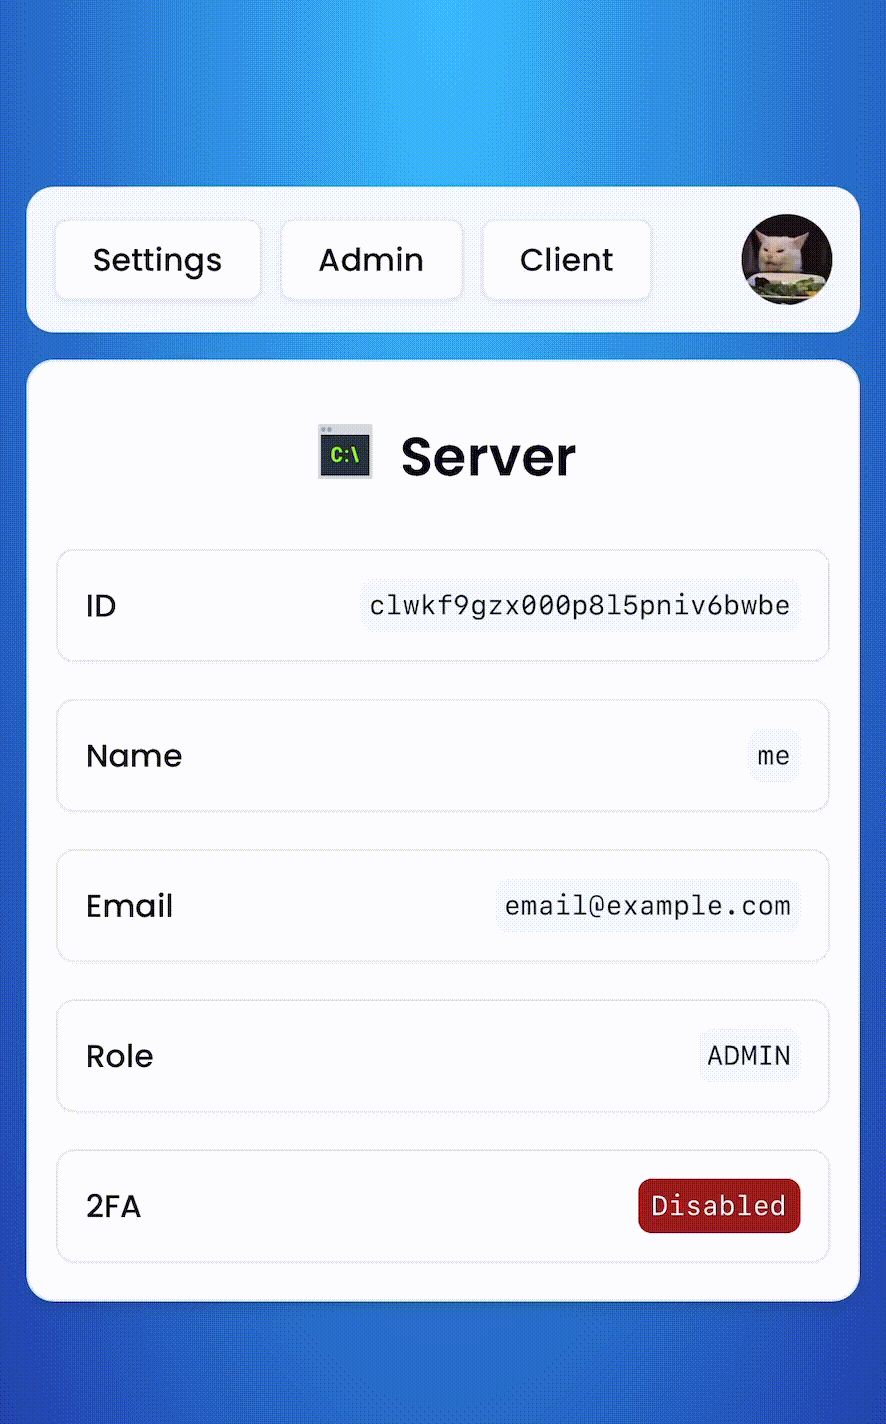 Settings Admin Client
C:\ Server
ID clwkf9gzx000p8l5pniv6bwbe
Name me
Email email@example.com
Role ADMIN
2FA Disabled